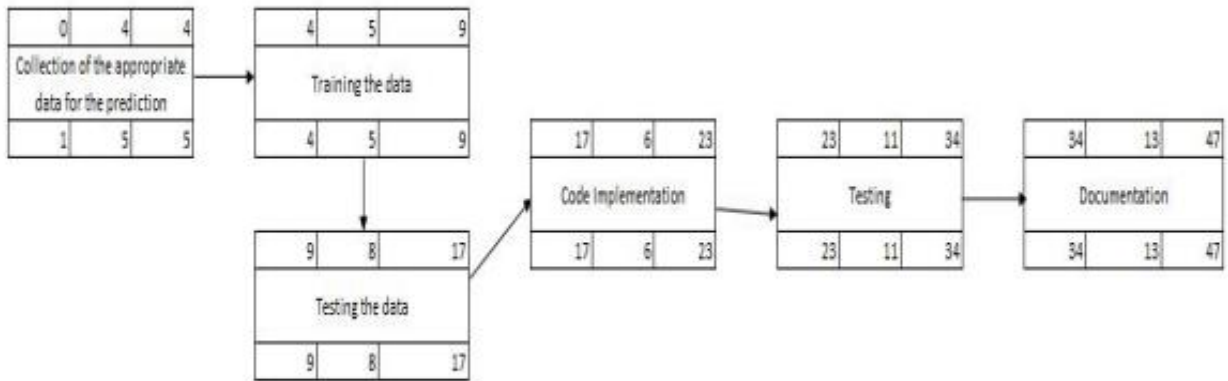 0 4 4
Collection of the appropriate
data for the prediction
1 5 5
4 5 9
Training the data
4 5 9
9 8 17
Testing the data
9 8 17
17 6 23
Code Implementation
17 6 23
23 11 34
Testing
23 11 34
34 13 47
Documentation
34 13 47